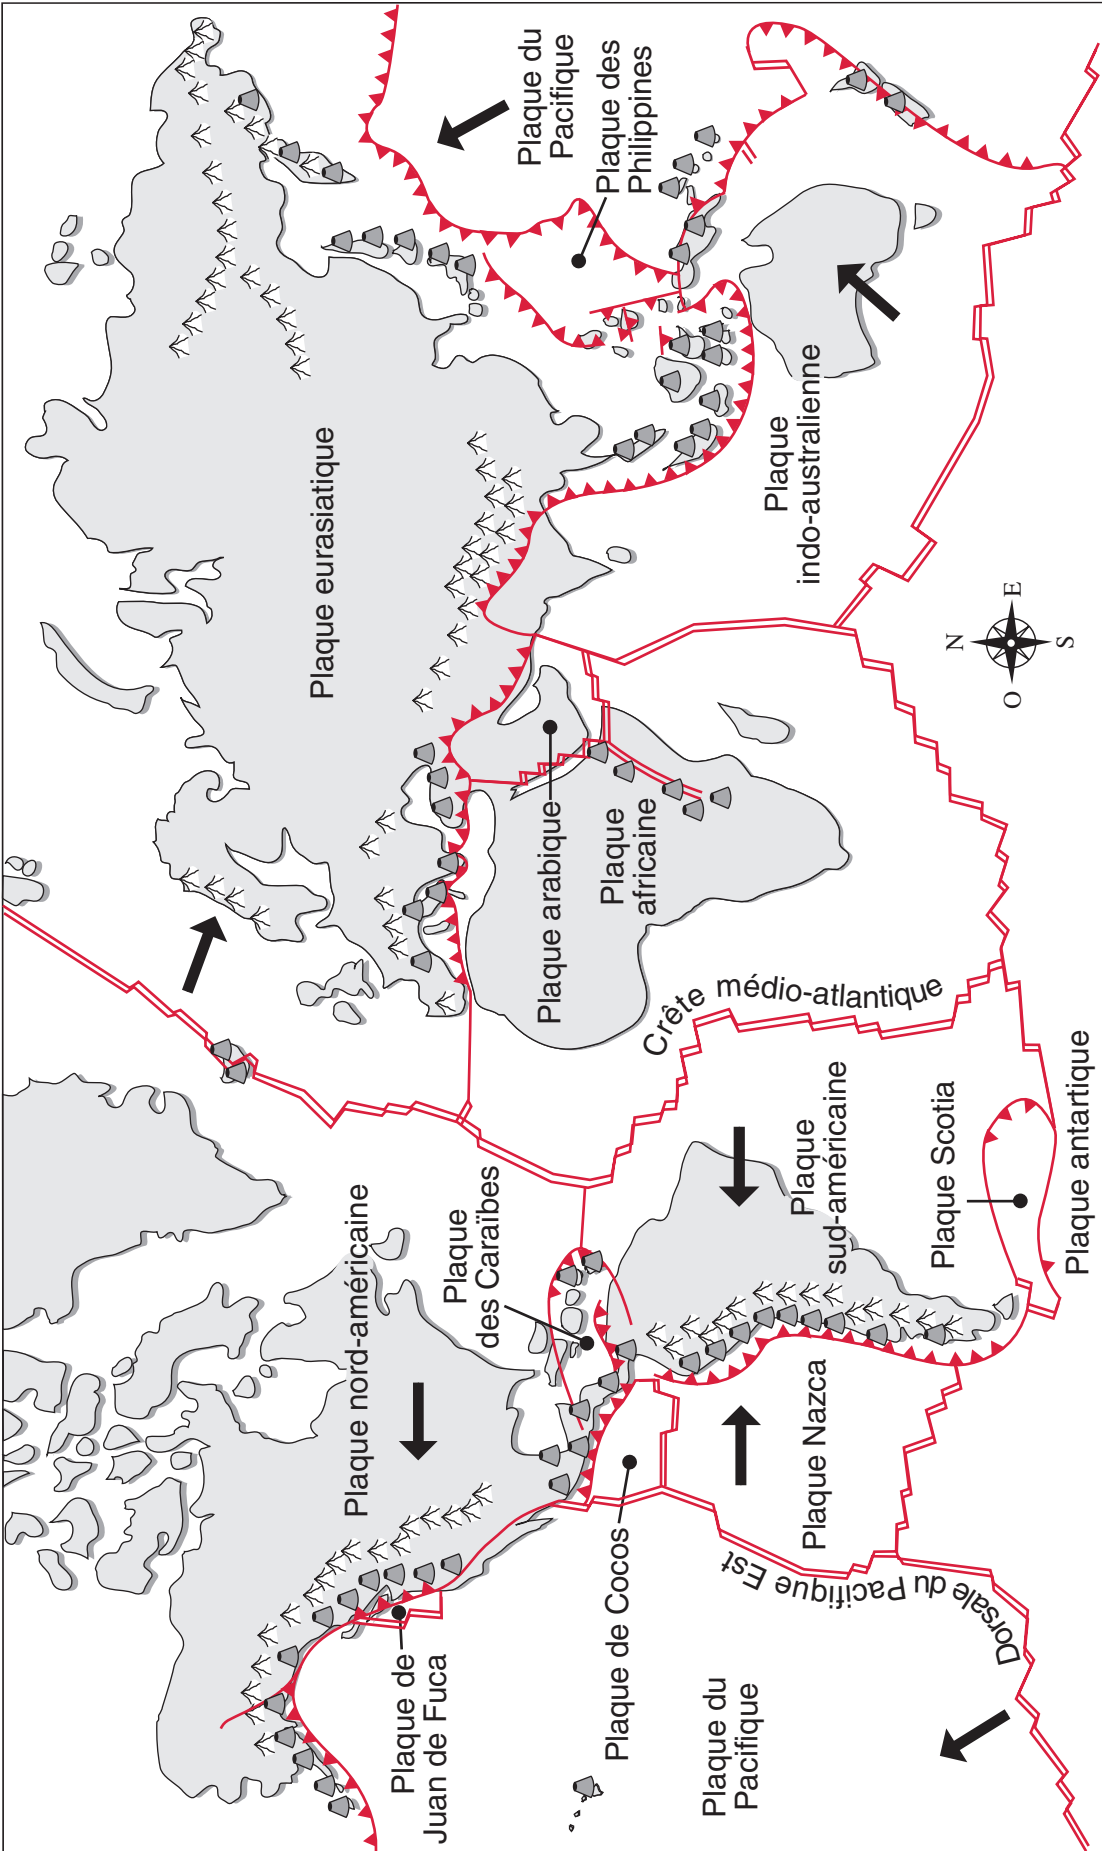 Plaque eurasiatique
Plaque du
Pacifique
Plaque des
Philippines
Plaque nord-américaine
Plaque de
Juan de Fuca
Plaque
des Caraïbes
Plaque arabique
Plaque
africaine
Plaque
indo-australienne
Plaque de Cocos
Crête médio-atlantique
Plaque du
Pacifique
Dorsale du Pacifique Est
Plaque Nazca
Plaque
sud-américaine
Plaque Scotia
Plaque antartique
N
O
E
S